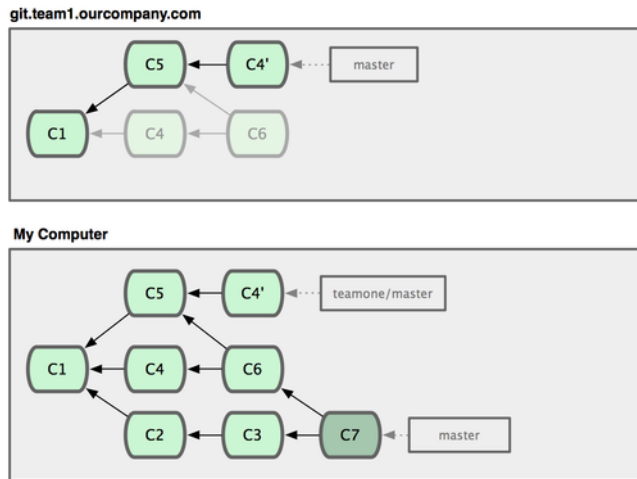 git.team1.ourcompany.com
C5 C4' master
C1 C4 C6
My Computer
C5 C4' teamone/master
C1 C4 C6
C2 C3 C7 master